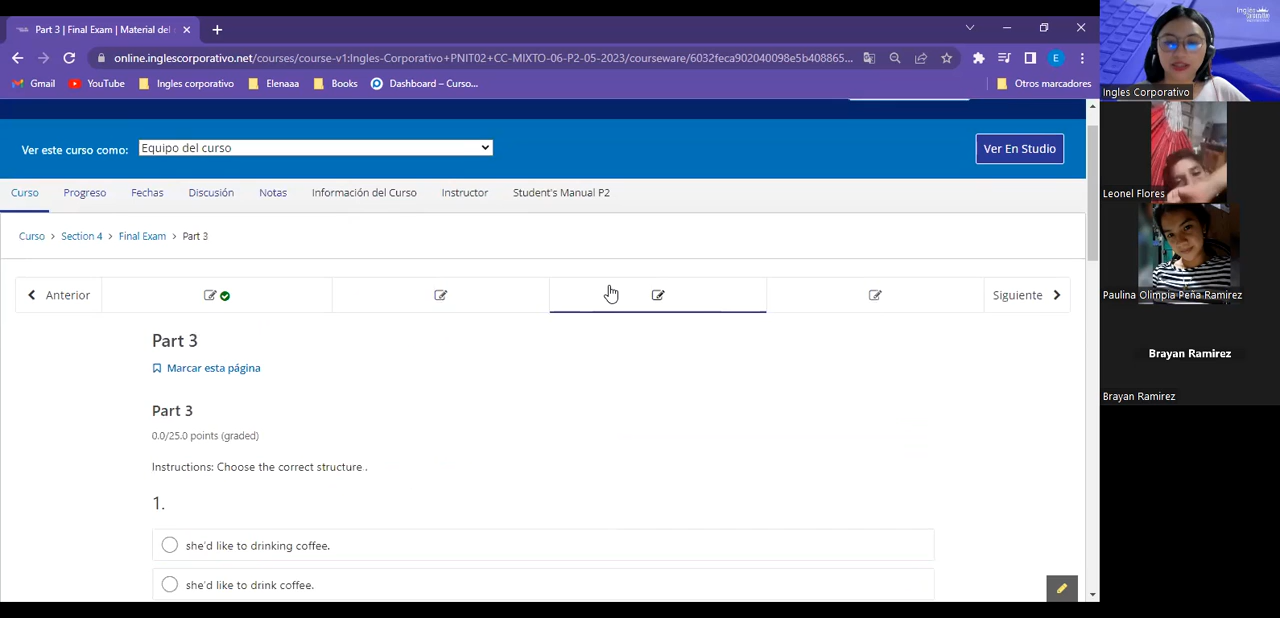 Part 3 | Final Exam | Material del
online.inglescorporativo.net/courses/course-v1:Ingles-Corporativo+PNIT02+CC-MIXTO-06-P2-05-2023/courseware/6032feca902040098e5b408865...
Gmail YouTube Ingles corporativo Elenaaa Books Dashboard – Curso... Otros marcadores
Ver este curso como: Equipo del curso Ver En Studio
Curso Progreso Fechas Discusión Notas Información del Curso Instructor Student's Manual P2
Curso > Section 4 > Final Exam > Part 3
Anterior Siguiente
Part 3
Marcar esta página
Part 3
0.0/25.0 points (graded)
Instructions: Choose the correct structure .
1.
she'd like to drinking coffee.
she'd like to drink coffee.
E
Ingles Corporativo
Leonel Flores
Paulina Olimpia Peña Ramirez
Brayan Ramirez
Brayan Ramirez